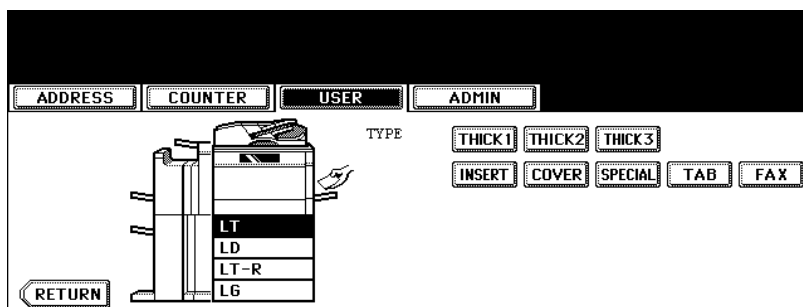 ADDRESS COUNTER USER ADMIN
TYPE THICK1 THICK2 THICK3
INSERT COVER SPECIAL TAB FAX
LT
LD
LT-R
LG
RETURN